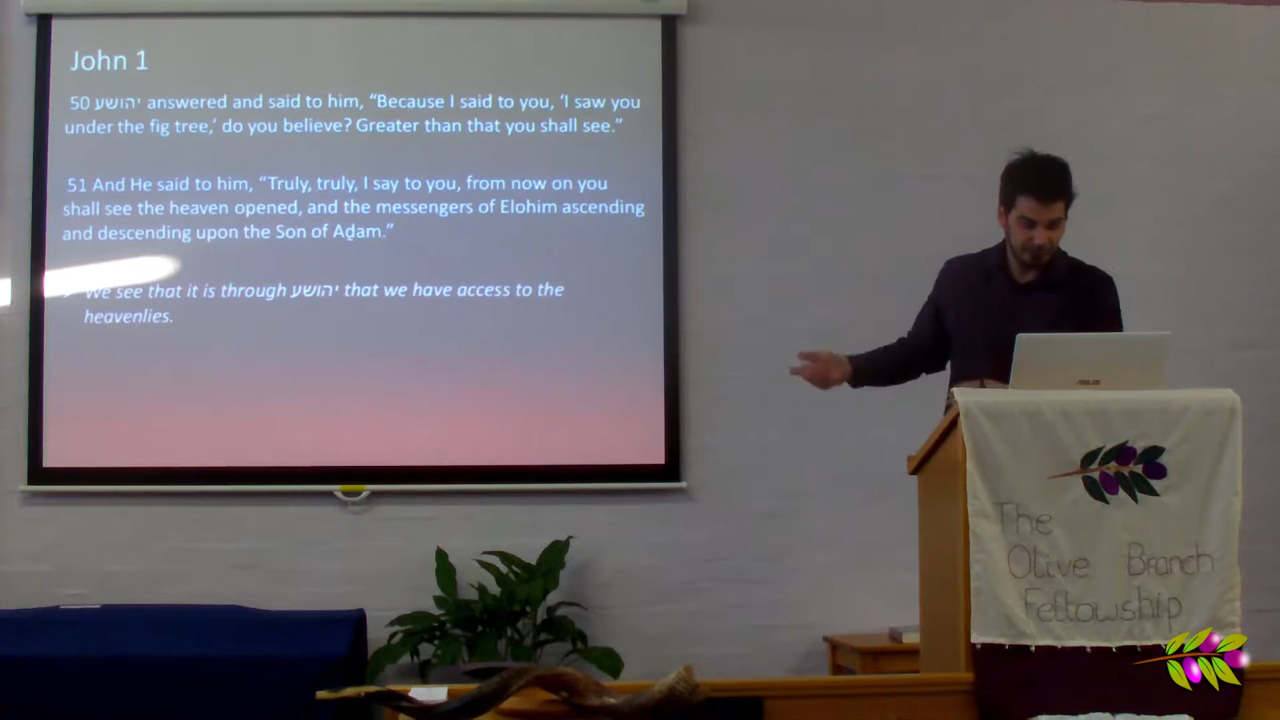 John 1
50 יהושע answered and said to him, “Because I said to you, ‘I saw you
under the fig tree,’ do you believe? Greater than that you shall see.”
51 And He said to him, “Truly, truly, I say to you, from now on you
shall see the heaven opened, and the messengers of Elohim ascending
and descending upon the Son of Aḏam.”
We see that it is through יהושע that we have access to the
heavenlies.
ASUS
The
Olive Branch
Fellowship